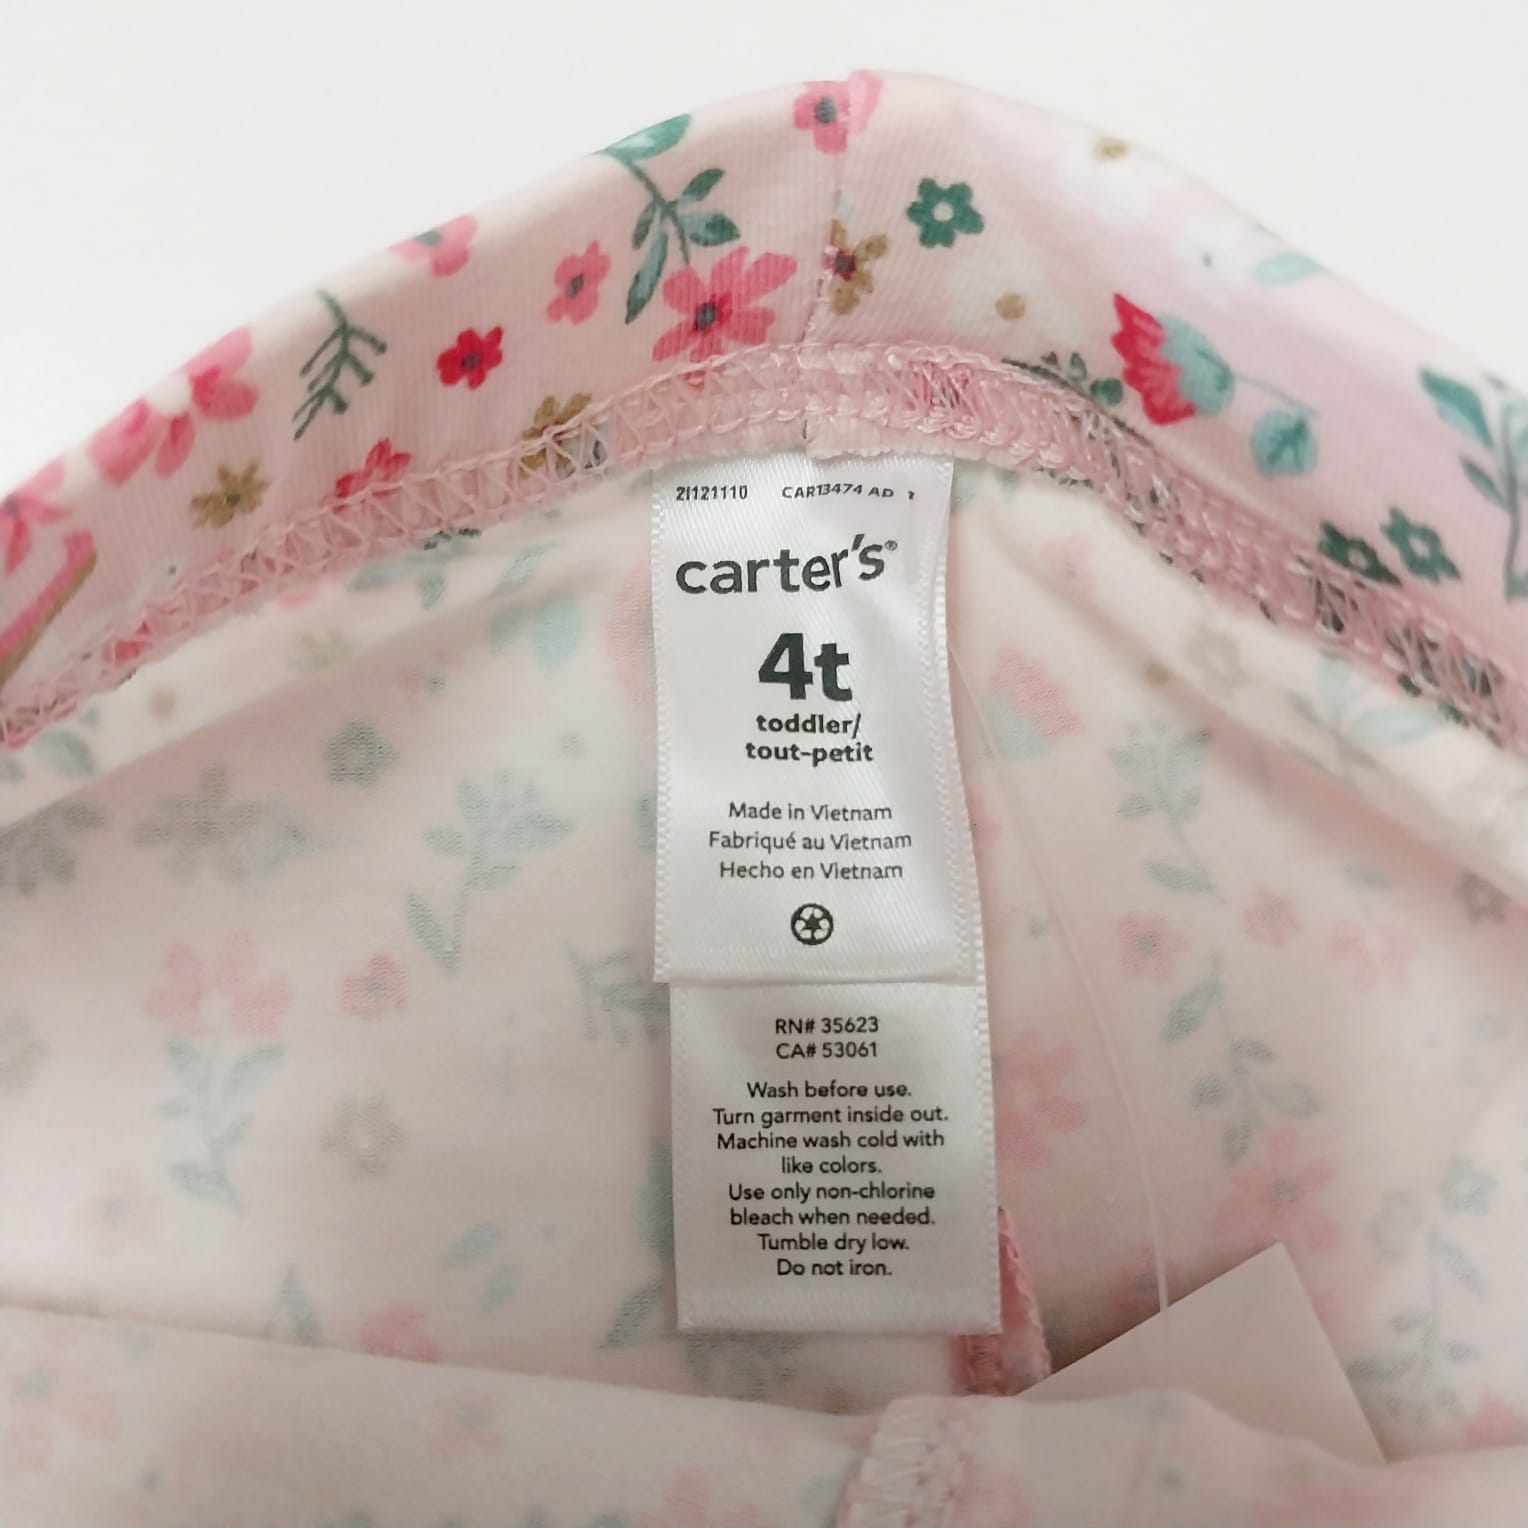 21121110 CAR13474 AD 1
carter's®
4t
toddler/
tout-petit
Made in Vietnam
Fabriqué au Vietnam
Hecho en Vietnam
RN# 35623
CA# 53061
Wash before use.
Turn garment inside out.
Machine wash cold with
like colors.
Use only non-chlorine
bleach when needed.
Tumble dry low.
Do not iron.